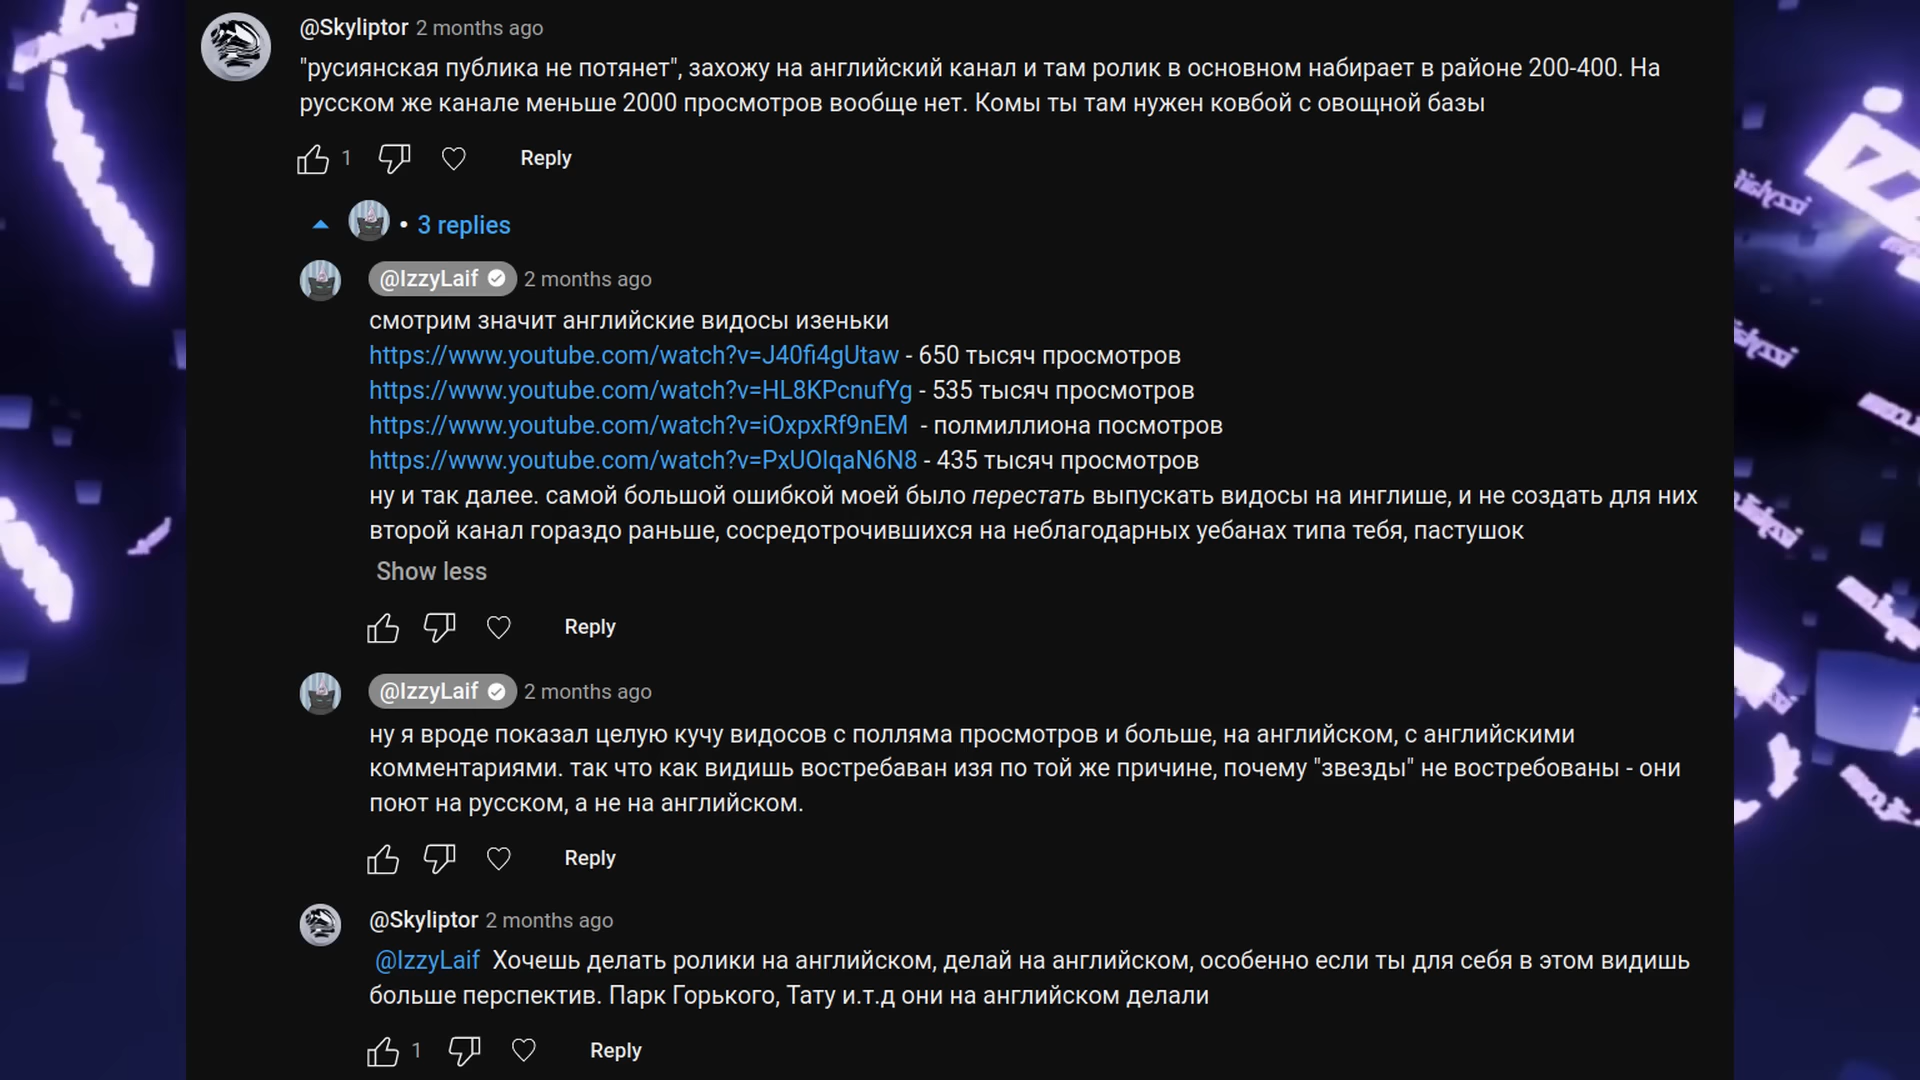 @Skyliptor 2 months ago
"русиянская публика не потянет", захожу на английский канал и там ролик в основном набирает в районе 200-400. На
русском же канале меньше 2000 просмотров вообще нет. Комы ты там нужен ковбой с овощной базы
1 Reply
• 3 replies
@IzzyLaif 2 months ago
смотрим значит английские видосы изеньки
https://www.youtube.com/watch?v=J40fi4gUtaw - 650 тысяч просмотров
https://www.youtube.com/watch?v=HL8KPcnufYg - 535 тысяч просмотров
https://www.youtube.com/watch?v=iOxpxRf9nEM - полмиллиона посмотров
https://www.youtube.com/watch?v=PxUOlqaN6N8 - 435 тысяч просмотров
ну и так далее. самой большой ошибкой моей было перестать выпускать видосы на инглише, и не создать для них
второй канал гораздо раньше, сосредотрочившихся на неблагодарных уебанах типа тебя, пастушок
Show less
Reply
@IzzyLaif 2 months ago
ну я вроде показал целую кучу видосов с полляма просмотров и больше, на английском, с английскими
комментариями. так что как видишь востребаван изя по той же причине, почему "звезды" не востребованы - они
поют на русском, а не на английском.
Reply
@Skyliptor 2 months ago
@IzzyLaif Хочешь делать ролики на английском, делай на английском, особенно если ты для себя в этом видишь
больше перспектив. Парк Горького, Тату и.т.д они на английском делали
1 Reply